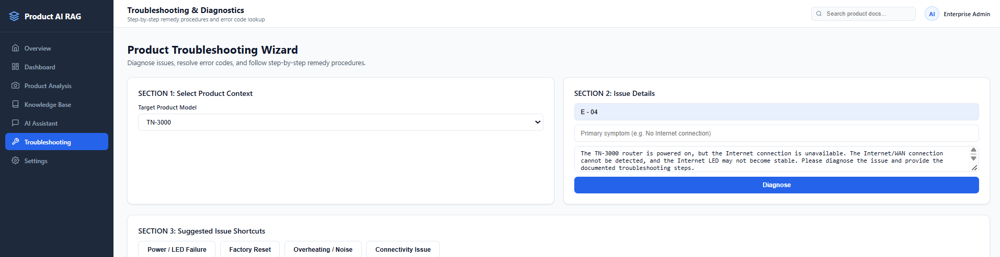 Product AI RAG
Overview
Dashboard
Product Analysis
Knowledge Base
AI Assistant
Troubleshooting
Settings
Troubleshooting & Diagnostics
Step-by-step remedy procedures and error code lookup
Search product docs...
AI
Enterprise Admin
Product Troubleshooting Wizard
Diagnose issues, resolve error codes, and follow step-by-step remedy procedures.
SECTION 1: Select Product Context
Target Product Model
TN-3000
SECTION 2: Issue Details
E - 04
Primary symptom (e.g. No Internet connection)
The TN-3000 router is powered on, but the Internet connection is unavailable. The Internet/WAN connection
cannot be detected, and the Internet LED may not become stable. Please diagnose the issue and provide the
documented troubleshooting steps.
Diagnose
SECTION 3: Suggested Issue Shortcuts
Power / LED Failure
Factory Reset
Overheating / Noise
Connectivity Issue